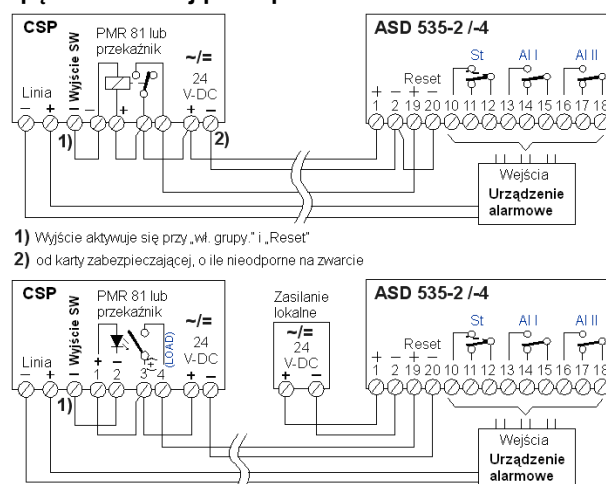 CSP
PMR 81 lub
przekaźnik
~/=
24
V-DC
Linia
Wyjście SW
− + I − + + −
1)
2)
ASD 535-2 /-4
St Al I Al II
Reset
+ − + −
1 2 19 20 10 11 12 13 14 15 16 17 18
Wejścia
Urządzenie
alarmowe
1) Wyjście aktywuje się przy „wł. grupy.” i „Reset”
2) od karty zabezpieczającej, o ile nieodporne na zwarcie
CSP
PMR 81 lub
przekaźnik
(LOAD)
(+)
~/=
24
V-DC
Linia
Wyjście SW
− + I + − + −
1 2 3 4
1)
Zasilanie
lokalne
~/=
24
V-DC
+ −
ASD 535-2 /-4
St Al I Al II
Reset
+ − + −
1 2 19 20 10 11 12 13 14 15 16 17 18
Wejścia
Urządzenie
alarmowe